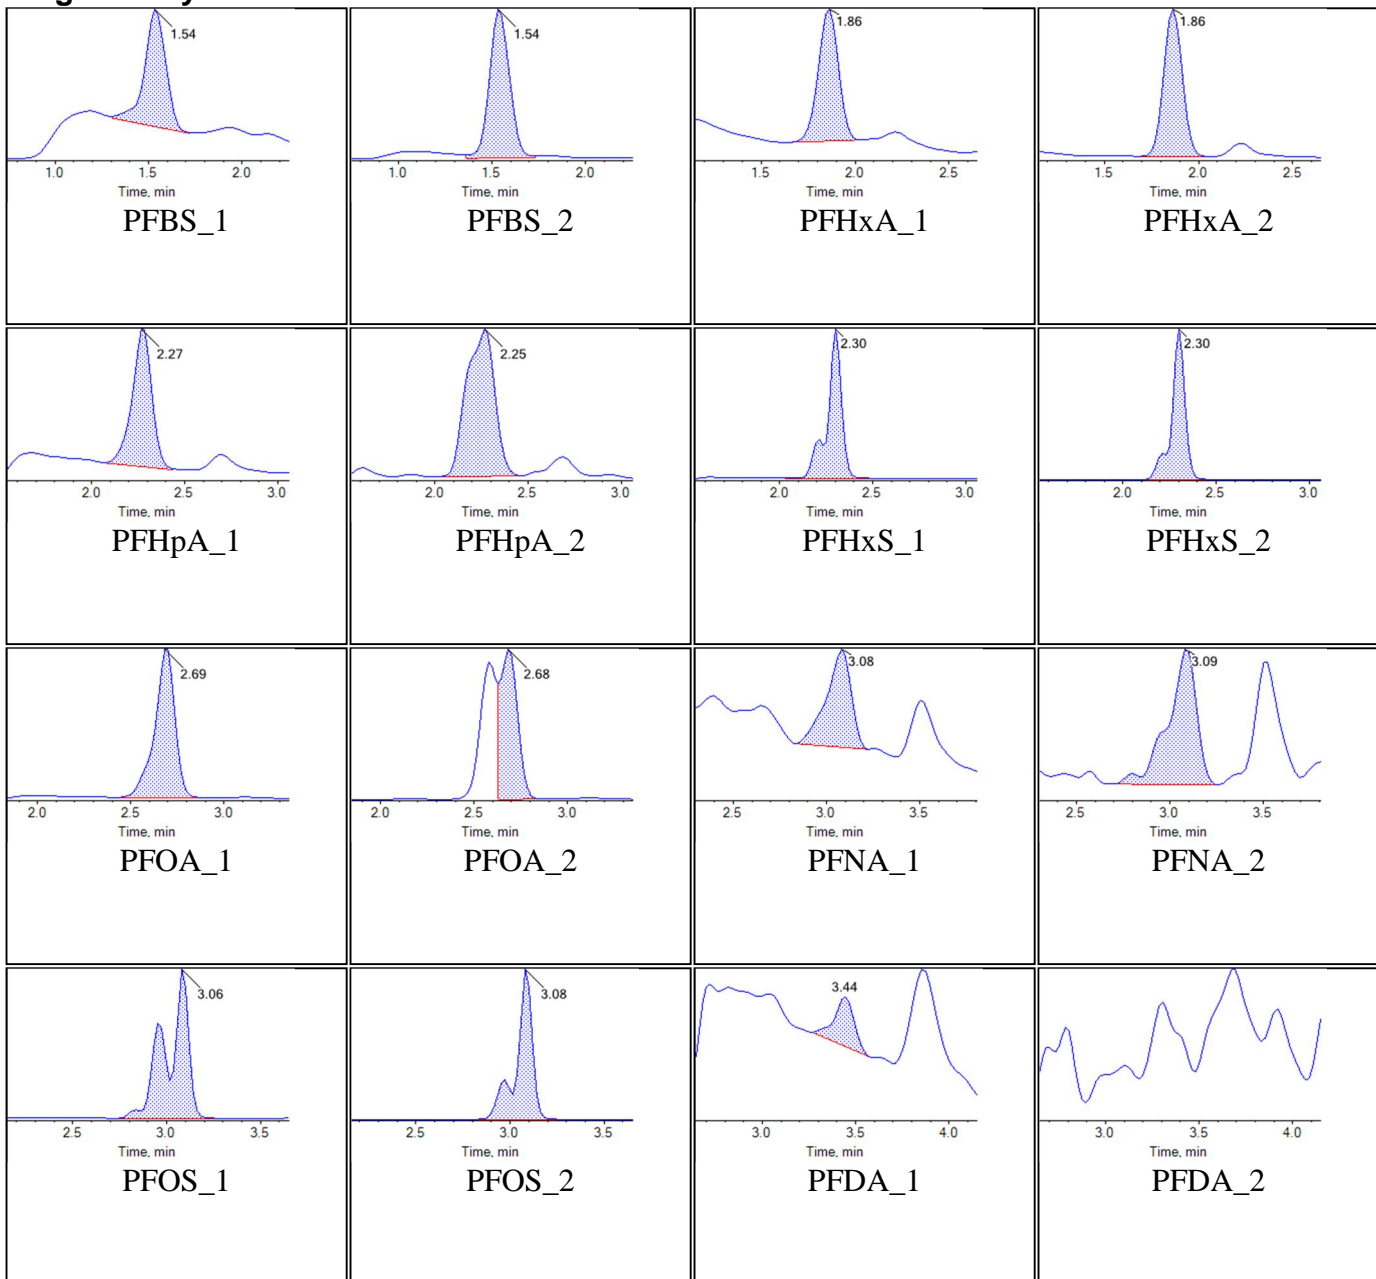 1.54 1.54 1.86 1.86
1.0 1.5 2.0 1.0 1.5 2.0 1.5 2.0 2.5 1.5 2.0 2.5
Time, min Time, min Time, min Time, min
PFBS_1 PFBS_2 PFHxA_1 PFHxA_2
2.27 2.25 2.30 2.30
2.0 2.5 3.0 2.0 2.5 3.0 2.0 2.5 3.0 2.0 2.5 3.0
Time, min Time, min Time, min Time, min
PFHpA_1 PFHpA_2 PFHxS_1 PFHxS_2
2.69 2.68 3.08 3.09
2.0 2.5 3.0 2.0 2.5 3.0 2.5 3.0 3.5 2.5 3.0 3.5
Time, min Time, min Time, min Time, min
PFOA_1 PFOA_2 PFNA_1 PFNA_2
3.06 3.08 3.44
2.5 3.0 3.5 2.5 3.0 3.5 3.0 3.5 4.0 3.0 3.5 4.0
Time, min Time, min Time, min Time, min
PFOS_1 PFOS_2 PFDA_1 PFDA_2